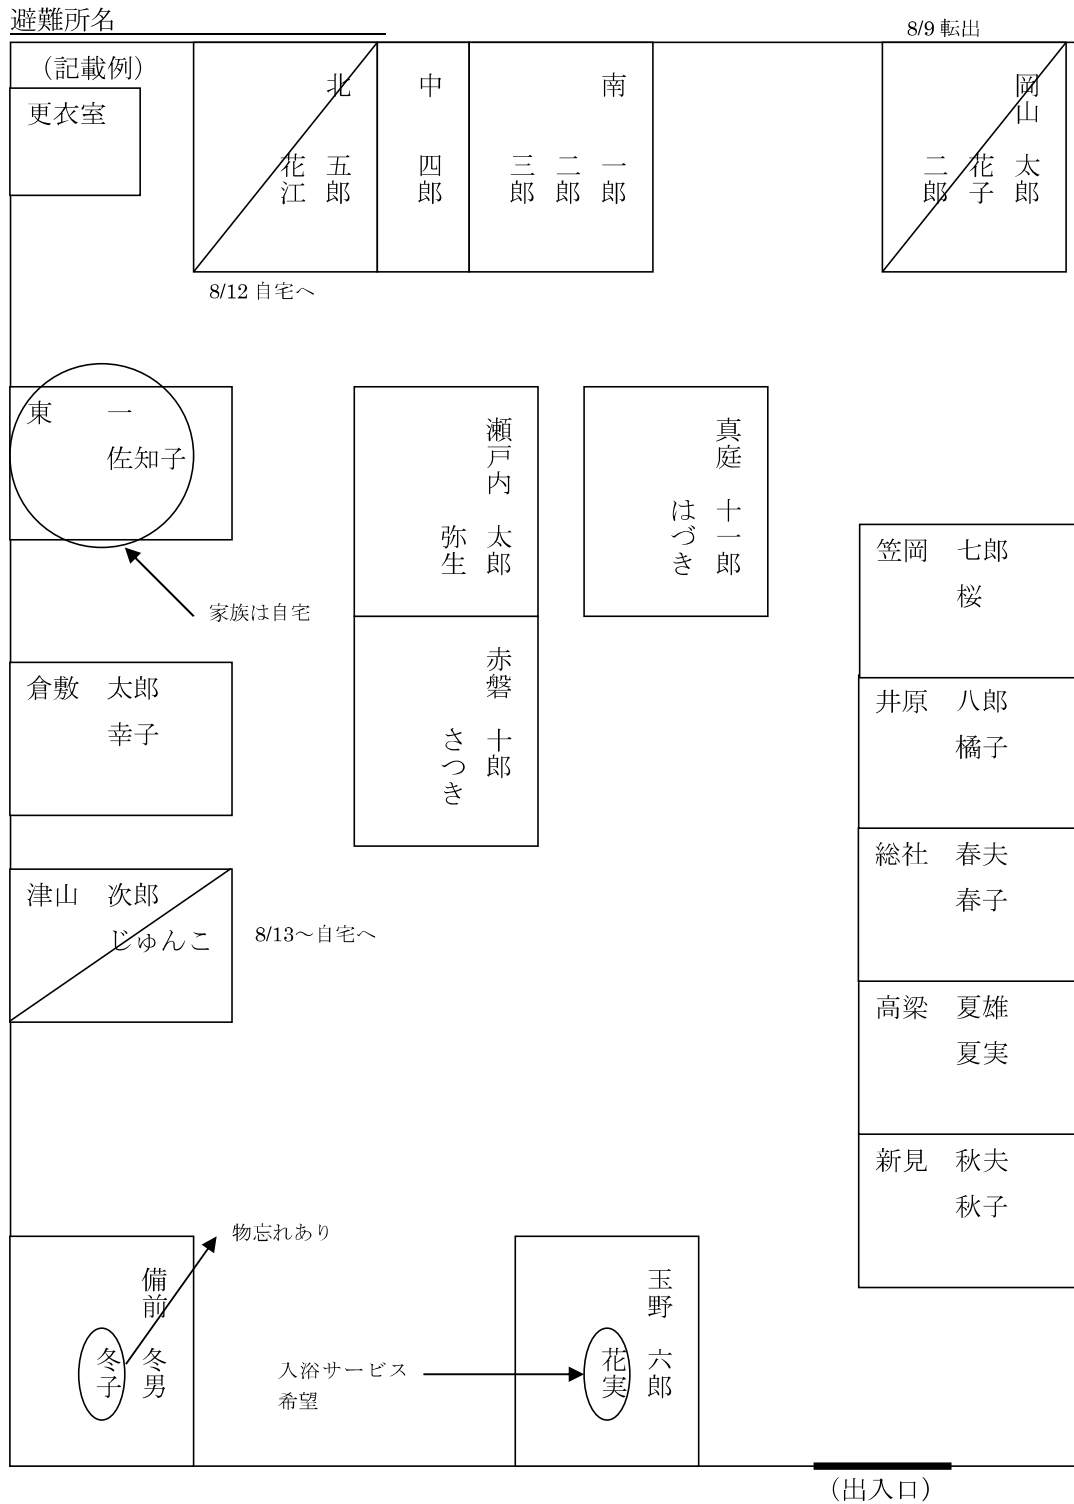 避難所名
8/9 転出
（記載例）
更衣室
北 五郎
花江
中 四郎
南 一郎
二郎
三郎
岡山 太郎
花子
二郎
8/12 自宅へ
東 一
佐知子
家族は自宅
瀬戸内 太郎
弥生
真庭 十一郎
はづき
倉敷 太郎
幸子
赤磐 十郎
さつき
津山 次郎
じゅんこ
8/13～自宅へ
笠岡 七郎
桜
井原 八郎
橘子
総社 春夫
春子
高梁 夏雄
夏実
新見 秋夫
秋子
物忘れあり
備前 冬男
冬子
入浴サービス
希望
玉野 六郎
花実
（出入口）